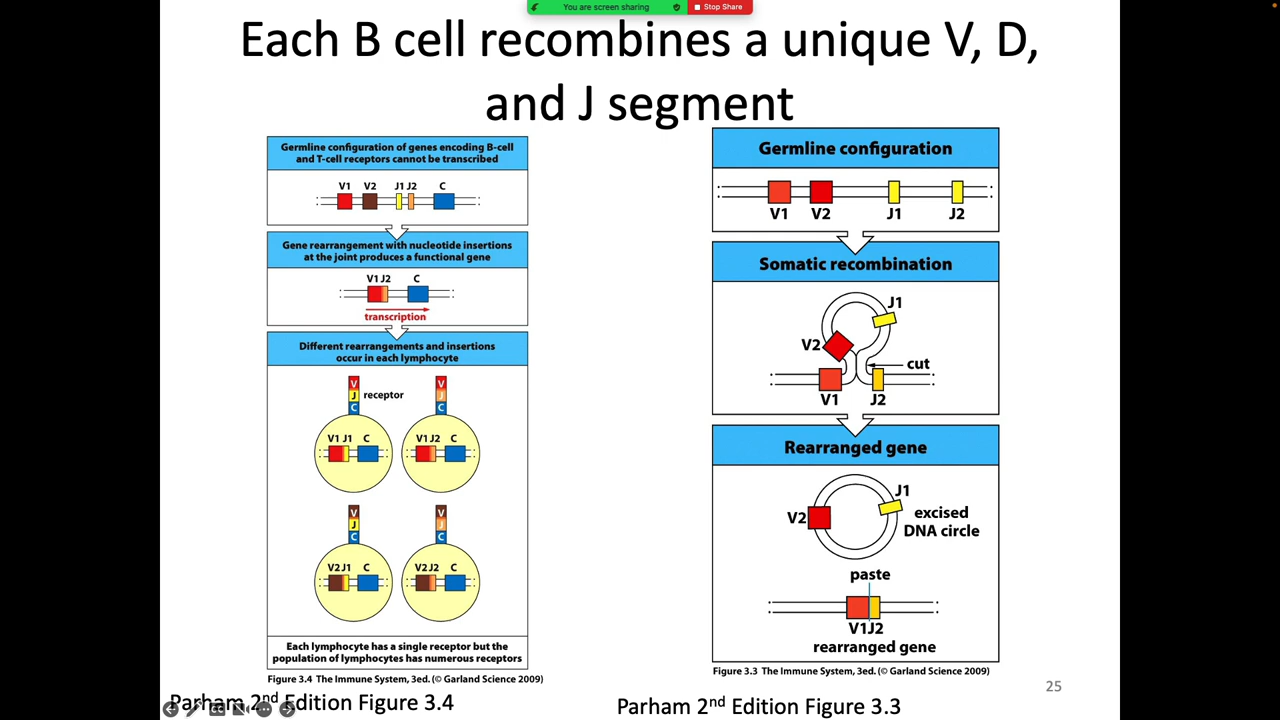 You are screen sharing
Stop Share
Each B cell recombines a unique V, D,
and J segment
Germline configuration of genes encoding B-cell
and T-cell receptors cannot be transcribed
V1 V2 J1 J2 C
Gene rearrangement with nucleotide insertions
at the joint produces a functional gene
V1 J2 C
transcription
Different rearrangements and insertions
occur in each lymphocyte
V V
J receptor J
C C
V1 J1 C V1 J2 C
V V
J J
C C
V2 J1 C V2 J2 C
Each lymphocyte has a single receptor but the
population of lymphocytes has numerous receptors
Figure 3.4 The Immune System, 3ed. (© Garland Science 2009)
Parham 2nd Edition Figure 3.4
Germline configuration
V1 V2 J1 J2
Somatic recombination
J1
V2
cut
V1 J2
Rearranged gene
J1
V2
excised
DNA circle
paste
V1J2
rearranged gene
Figure 3.3 The Immune System, 3ed. (© Garland Science 2009)
Parham 2nd Edition Figure 3.3
25